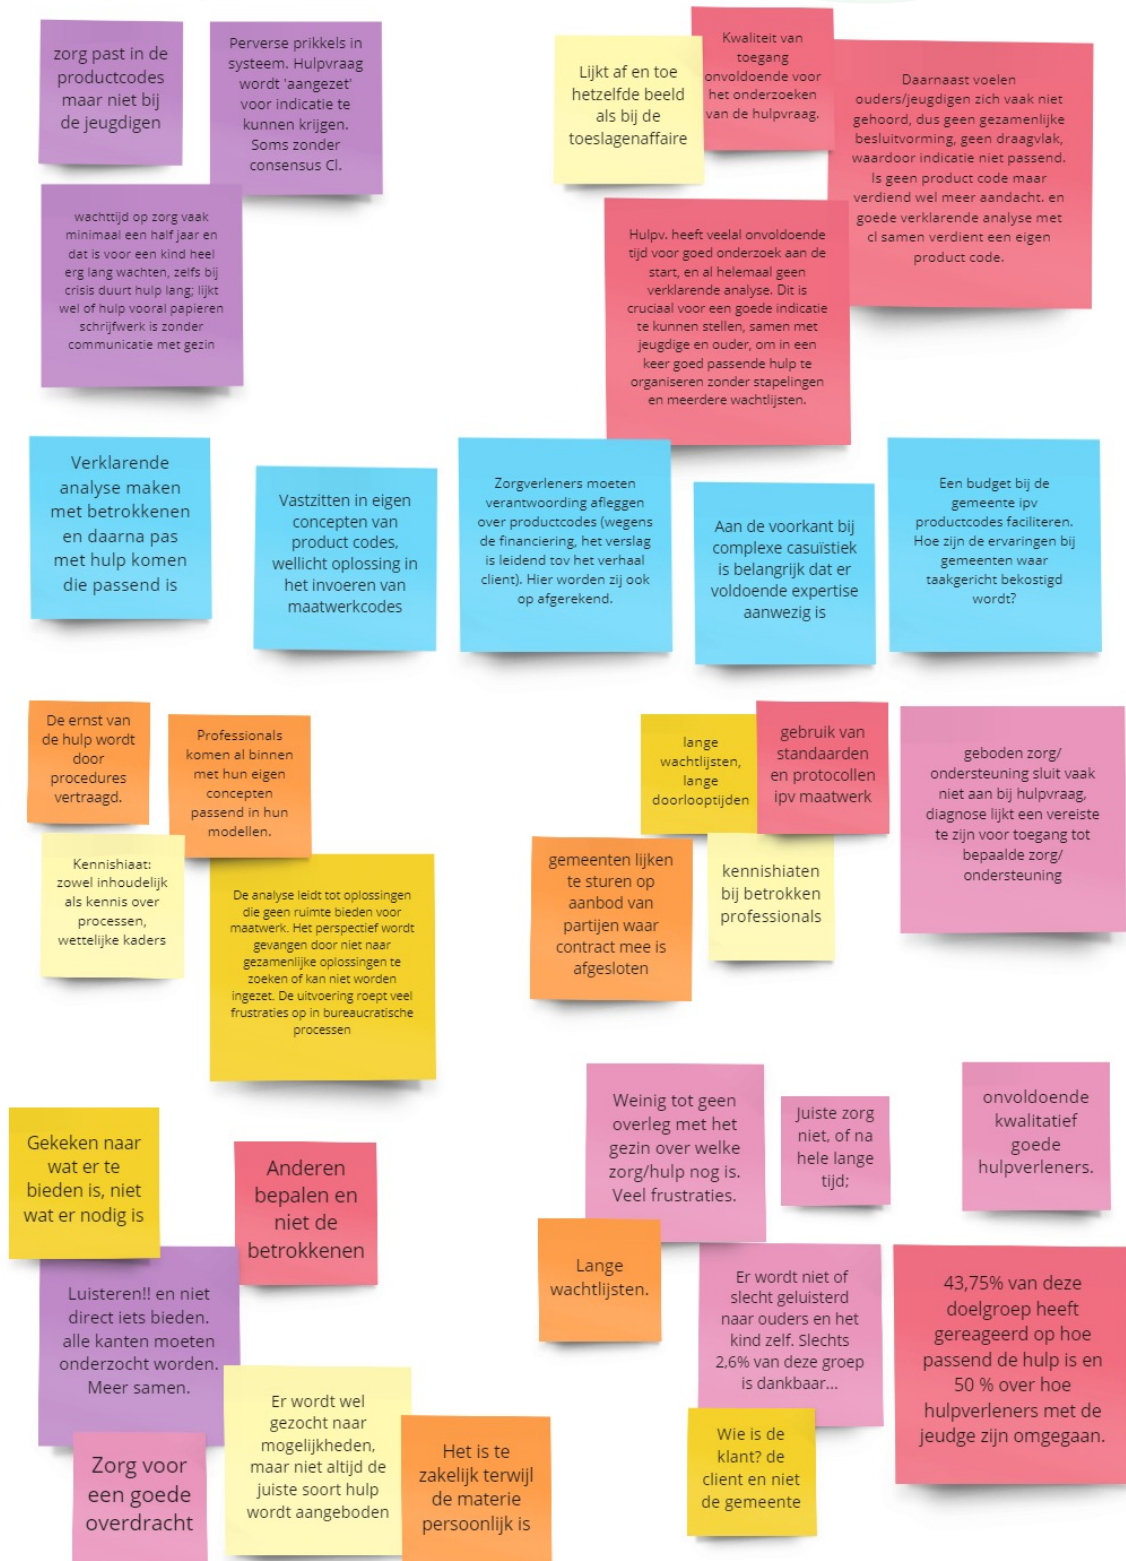 zorg past in de
productcodes
maar niet bij
de jeugdigen
Perverse prikkels in
systeem. Hulpvraag
wordt 'aangezet'
voor indicatie te
kunnen krijgen.
Soms zonder
consensus Cl.
wachttijd op zorg vaak
minimaal een half jaar en
dat is voor een kind heel
erg lang wachten, zelfs bij
crisis duurt hulp lang; lijkt
wel of hulp vooral papieren
schrijfwerk is zonder
communicatie met gezin
Lijkt af en toe
hetzelfde beeld
als bij de
toeslagenaffaire
Kwaliteit van
toegang
onvoldoende voor
het onderzoeken
van de hulpvraag.
Daarnaast voelen
ouders/jeugdigen zich vaak niet
gehoord, dus geen gezamenlijke
besluitvorming, geen draagvlak,
waardoor indicatie niet passend.
Is geen product code maar
verdiend wel meer aandacht. en
goede verklarende analyse met
cl samen verdient een eigen
product code.
Hulpv. heeft veelal onvoldoende
tijd voor goed onderzoek aan de
start, en al helemaal geen
verklarende analyse. Dit is
cruciaal voor een goede indicatie
te kunnen stellen, samen met
jeugdige en ouder, om in een
keer goed passende hulp te
organiseren zonder stapelingen
en meerdere wachtlijsten.
Verklarende
analyse maken
met betrokkenen
en daarna pas
met hulp komen
die passend is
Vastzitten in eigen
concepten van
product codes,
wellicht oplossing in
het invoeren van
maatwerkcodes
Zorgverleners moeten
verantwoording afleggen
over productcodes (wegens
de financiering, het verslag
is leidend tov het verhaal
client). Hier worden zij ook
op afgerekend.
Aan de voorkant bij
complexe casuïstiek
is belangrijk dat er
voldoende expertise
aanwezig is
Een budget bij de
gemeente ipv
productcodes faciliteren.
Hoe zijn de ervaringen bij
gemeenten waar
taakgericht bekostigd
wordt?
De ernst van
de hulp wordt
door
procedures
vertraagd.
Professionals
komen al binnen
met hun eigen
concepten
passend in hun
modellen.
Kennishiaat:
zowel inhoudelijk
als kennis over
processen,
wettelijke kaders
De analyse leidt tot oplossingen
die geen ruimte bieden voor
maatwerk. Het perspectief wordt
gevangen door niet naar
gezamenlijke oplossingen te
zoeken of kan niet worden
ingezet. De uitvoering roept veel
frustraties op in bureaucratische
processen
lange
wachtlijsten,
lange
doorlooptijden
gebruik van
standaarden
en protocollen
ipv maatwerk
gemeenten lijken
te sturen op
aanbod van
partijen waar
contract mee is
afgesloten
kennishiaten
bij betrokken
professionals
geboden zorg/
ondersteuning sluit vaak
niet aan bij hulpvraag,
diagnose lijkt een vereiste
te zijn voor toegang tot
bepaalde zorg/
ondersteuning
Gekeken naar
wat er te
bieden is, niet
wat er nodig is
Anderen
bepalen en
niet de
betrokkenen
Luisteren!! en niet
direct iets bieden.
alle kanten moeten
onderzocht worden.
Meer samen.
Zorg voor
een goede
overdracht
Er wordt wel
gezocht naar
mogelijkheden,
maar niet altijd de
juiste soort hulp
wordt aangeboden
Het is te
zakelijk terwijl
de materie
persoonlijk is
Weinig tot geen
overleg met het
gezin over welke
zorg/hulp nog is.
Veel frustraties.
Juiste zorg
niet, of na
hele lange
tijd;
onvoldoende
kwalitatief
goede
hulpverleners.
Lange
wachtlijsten.
Er wordt niet of
slecht geluisterd
naar ouders en het
kind zelf. Slechts
2,6% van deze groep
is dankbaar...
Wie is de
klant? de
client en niet
de gemeente
43,75% van deze
doelgroep heeft
gereageerd op hoe
passend de hulp is en
50 % over hoe
hulpverleners met de
jeudge zijn omgegaan.